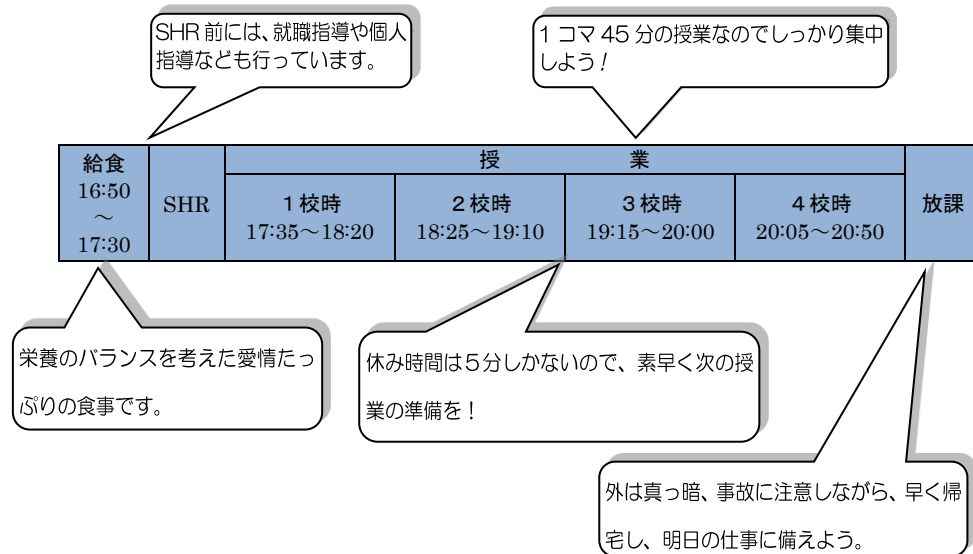 SHR 前には、就職指導や個人
指導なども行っています。
1 コマ 45 分の授業なのでしっかり集中
しよう！
給食
16:50
～
17:30
SHR
授　業
1校時
17:35～18:20
2校時
18:25～19:10
3校時
19:15～20:00
4校時
20:05～20:50
放課
栄養のバランスを考えた愛情たっ
ぷりの食事です。
休み時間は５分しかないので、素早く次の授
業の準備を！
外は真っ暗、事故に注意しながら、早く帰
宅し、明日の仕事に備えよう。